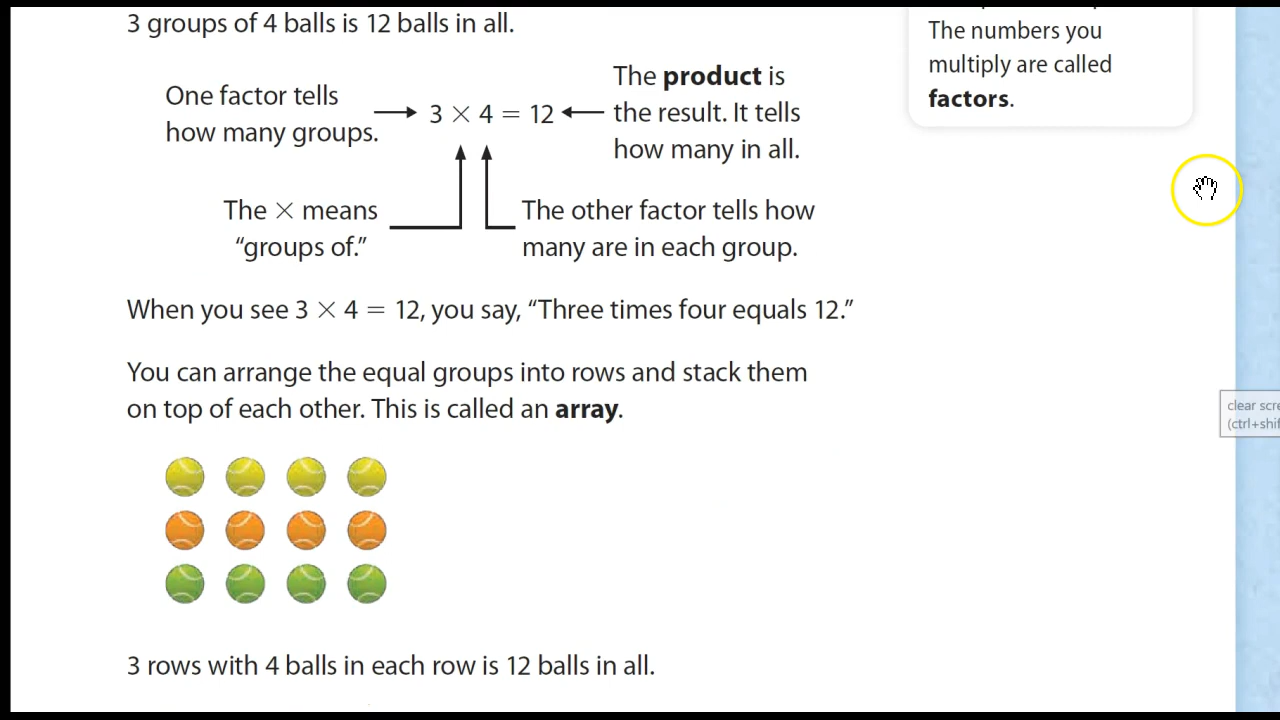 3 groups of 4 balls is 12 balls in all.
The numbers you
multiply are called
factors.
One factor tells
how many groups.
3 × 4 = 12
The product is
the result. It tells
how many in all.
The × means
“groups of.”
The other factor tells how
many are in each group.
When you see 3 × 4 = 12, you say, “Three times four equals 12.”
You can arrange the equal groups into rows and stack them
on top of each other. This is called an array.
clear scre
(ctrl+shif
3 rows with 4 balls in each row is 12 balls in all.